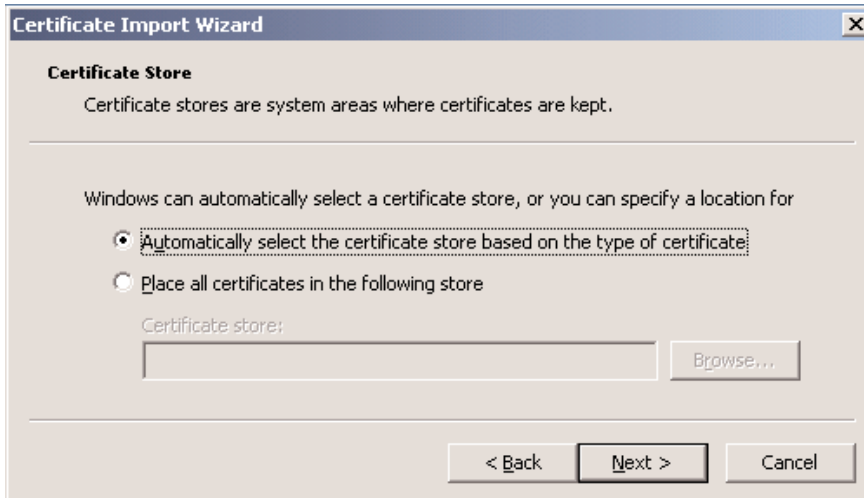 Certificate Import Wizard
Certificate Store
Certificate stores are system areas where certificates are kept.
Windows can automatically select a certificate store, or you can specify a location for
Automatically select the certificate store based on the type of certificate
Place all certificates in the following store
Certificate store:
Browse...
< Back Next > Cancel